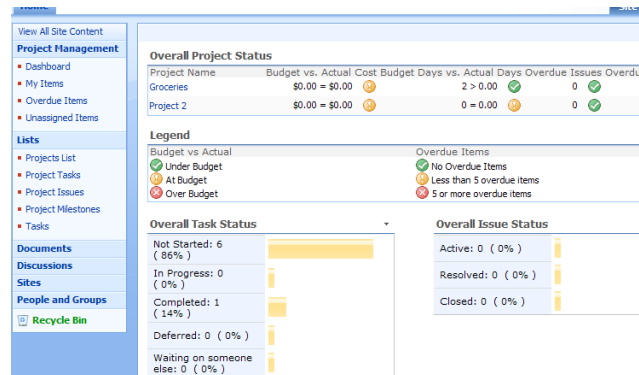 Home
Site
View All Site Content
Project Management
Dashboard
My Items
Overdue Items
Unassigned Items
Lists
Projects List
Project Tasks
Project Issues
Project Milestones
Tasks
Documents
Discussions
Sites
People and Groups
Recycle Bin
Overall Project Status
Project Name Budget vs. Actual Cost Budget Days vs. Actual Days Overdue Issues Overdu
Groceries $0.00 = $0.00 2 > 0.00 0
Project 2 $0.00 = $0.00 0 = 0.00 0
Legend
Budget vs Actual Overdue Items
Under Budget No Overdue Items
At Budget Less than 5 overdue items
Over Budget 5 or more overdue items
Overall Task Status
Not Started: 6
( 86% )
In Progress: 0
( 0% )
Completed: 1
( 14% )
Deferred: 0 ( 0% )
Waiting on someone
else: 0 ( 0% )
Overall Issue Status
Active: 0 ( 0% )
Resolved: 0 ( 0% )
Closed: 0 ( 0% )